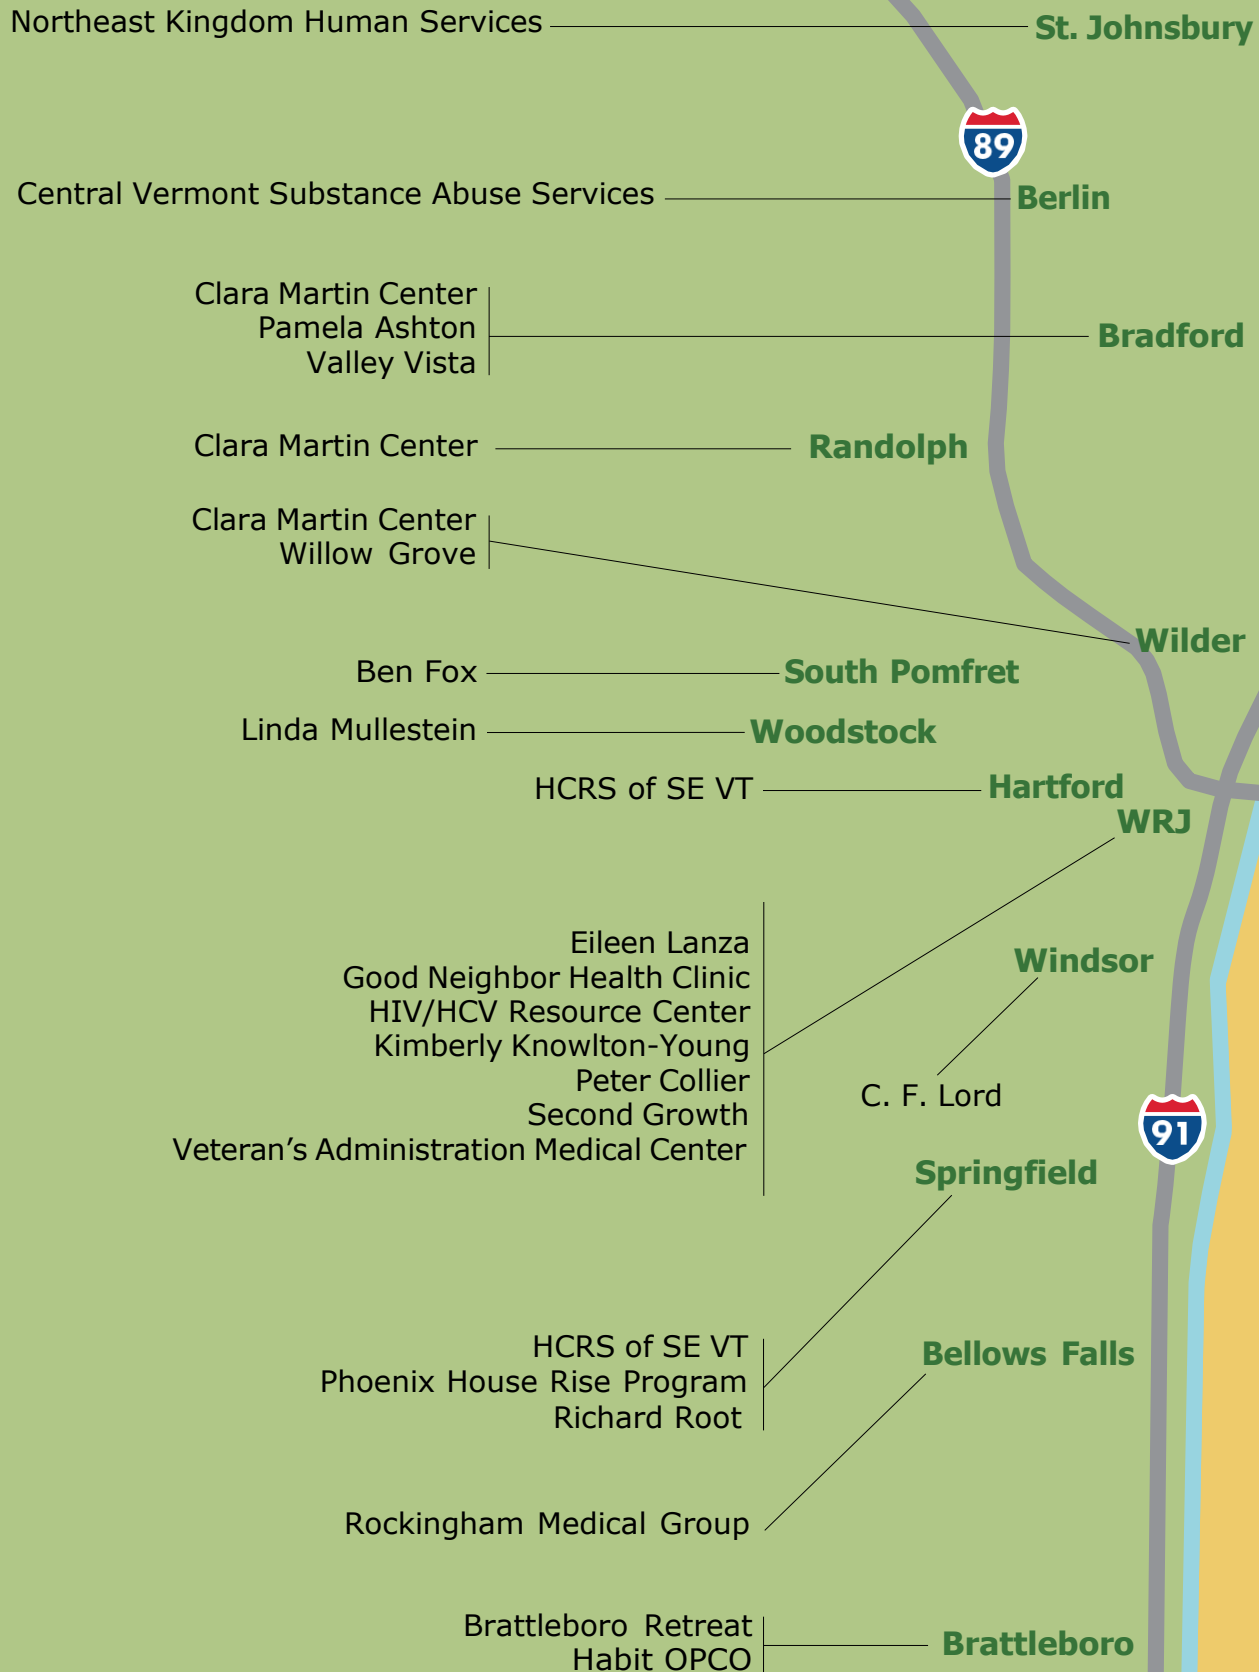 Northeast Kingdom Human Services St. Johnsbury
89
Central Vermont Substance Abuse Services Berlin
Clara Martin Center
Pamela Ashton
Valley Vista
Bradford
Clara Martin Center Randolph
Clara Martin Center
Willow Grove
Wilder
Ben Fox South Pomfret
Linda Mullestein Woodstock
HCRS of SE VT Hartford
WRJ
Eileen Lanza
Good Neighbor Health Clinic
HIV/HCV Resource Center
Kimberly Knowlton-Young
Peter Collier
Second Growth
Veteran’s Administration Medical Center
Windsor
C. F. Lord
91
Springfield
HCRS of SE VT
Phoenix House Rise Program
Richard Root
Bellows Falls
Rockingham Medical Group
Brattleboro Retreat
Habit OPCO
Brattleboro